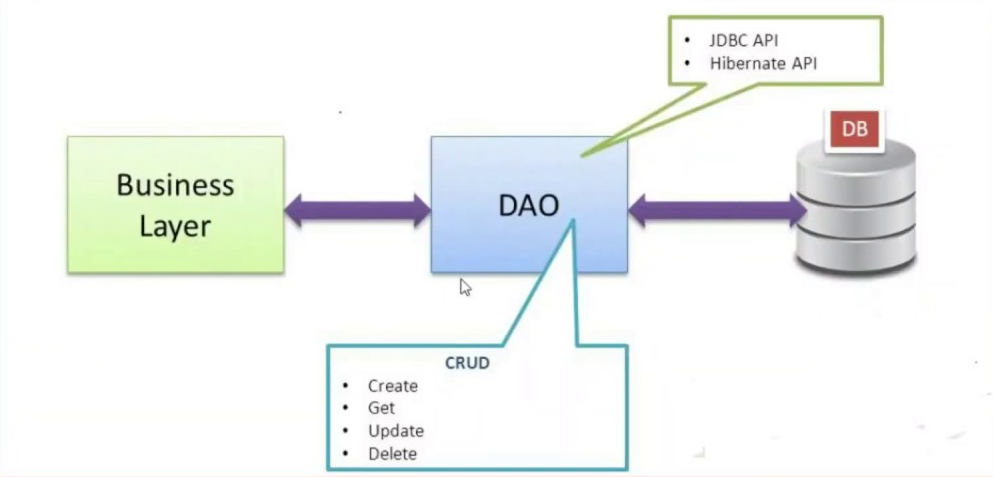 • JDBC API
• Hibernate API
DB
Business
Layer
DAO
CRUD
• Create
• Get
• Update
• Delete